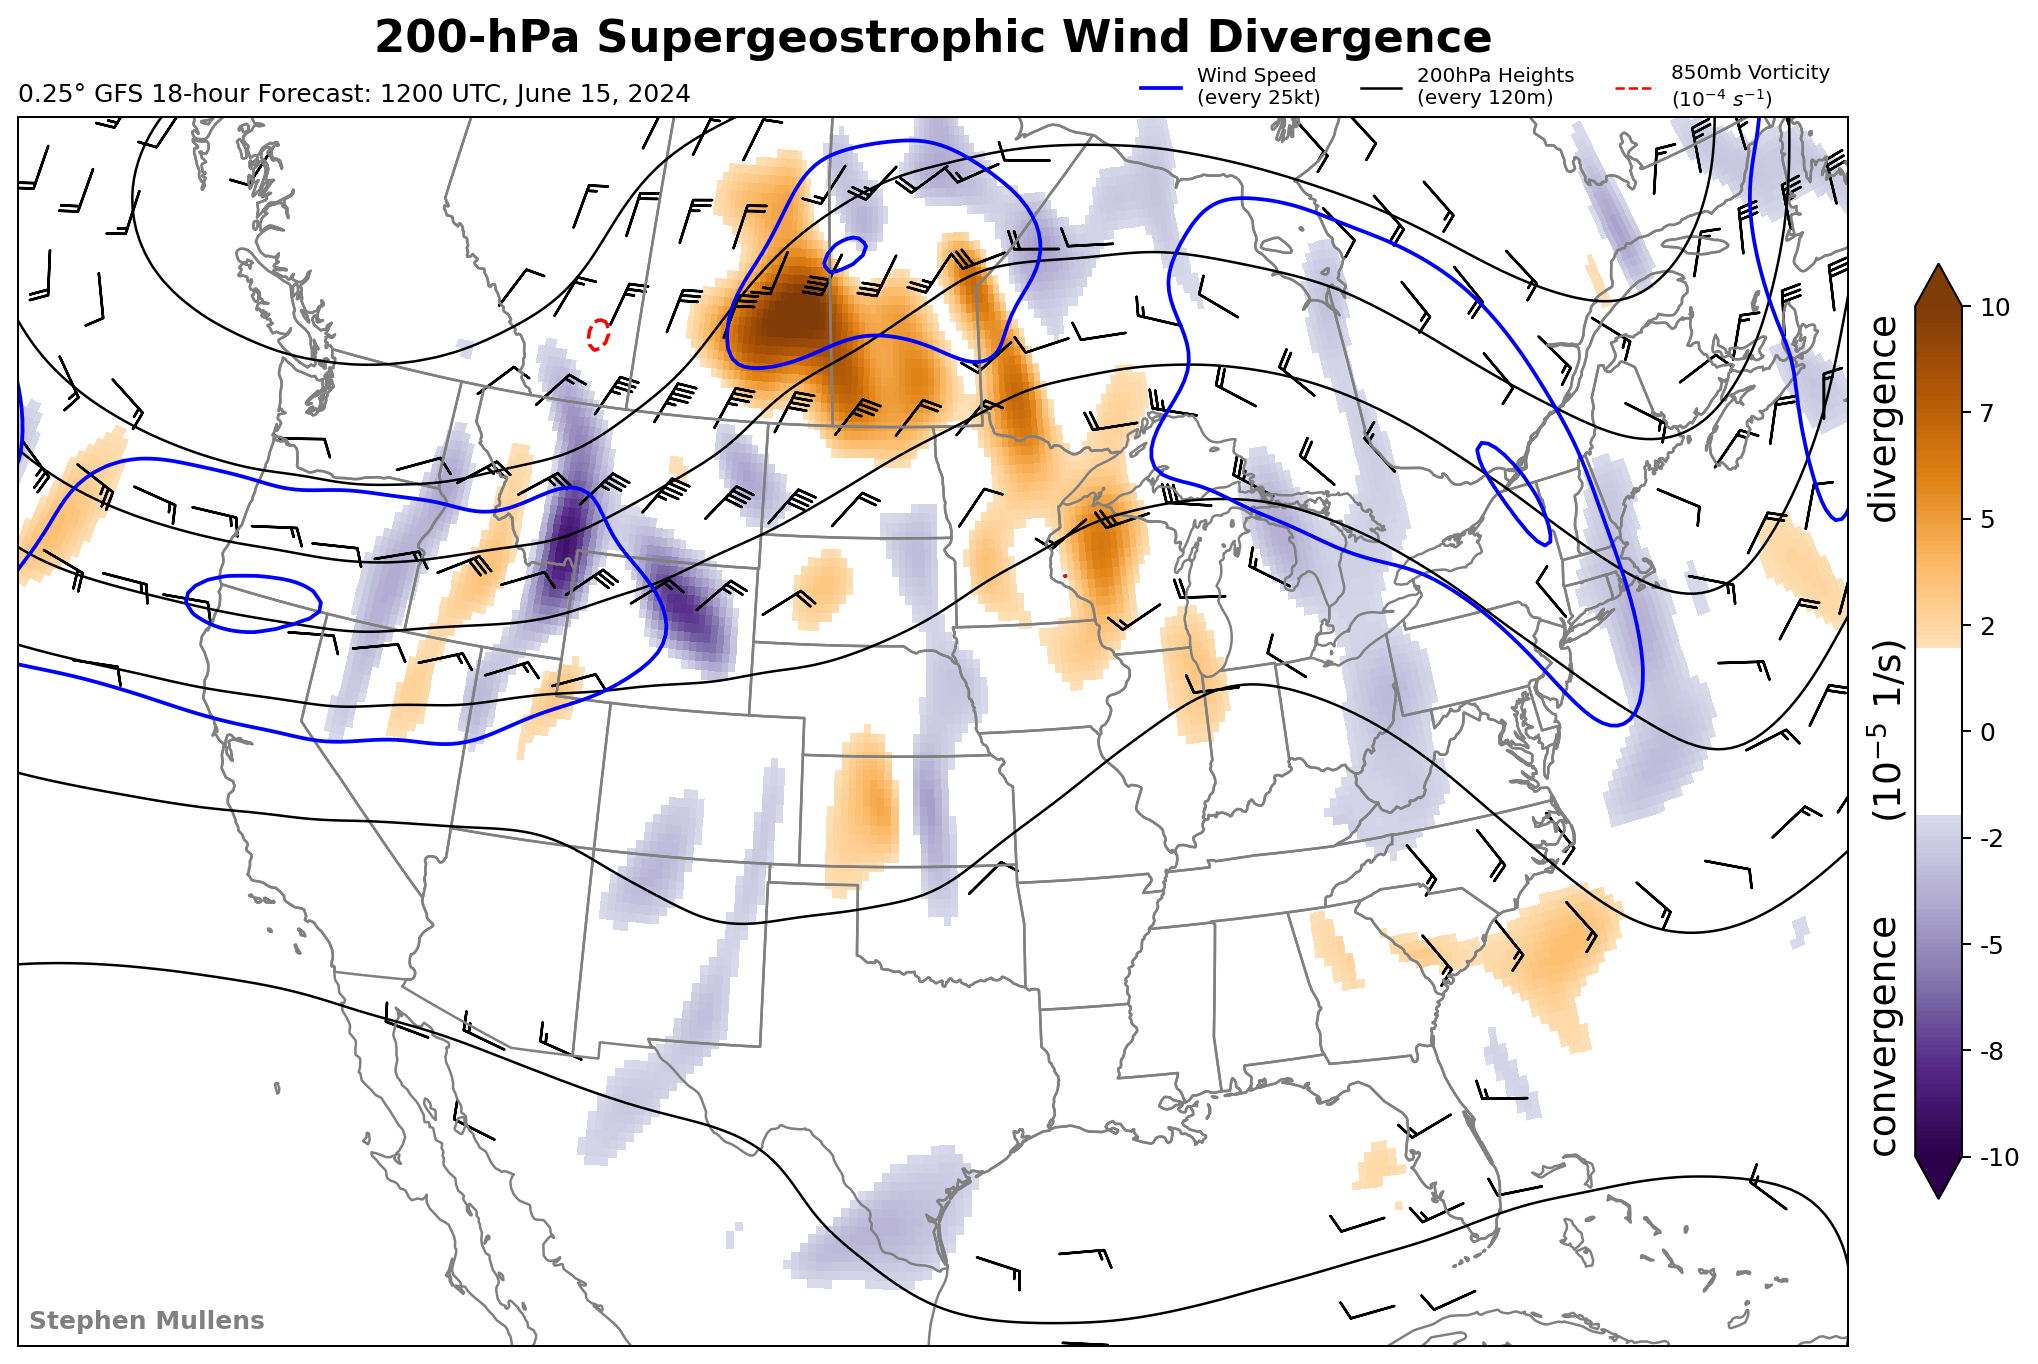 200-hPa Supergeostrophic Wind Divergence
0.25° GFS 18-hour Forecast: 1200 UTC, June 15, 2024
Wind Speed
(every 25kt)
200hPa Heights
(every 120m)
850mb Vorticity
(10⁻⁴ s⁻¹)
10
7
5
2
0
-2
-5
-8
-10
convergence (10⁻⁵ 1/s) divergence
Stephen Mullens